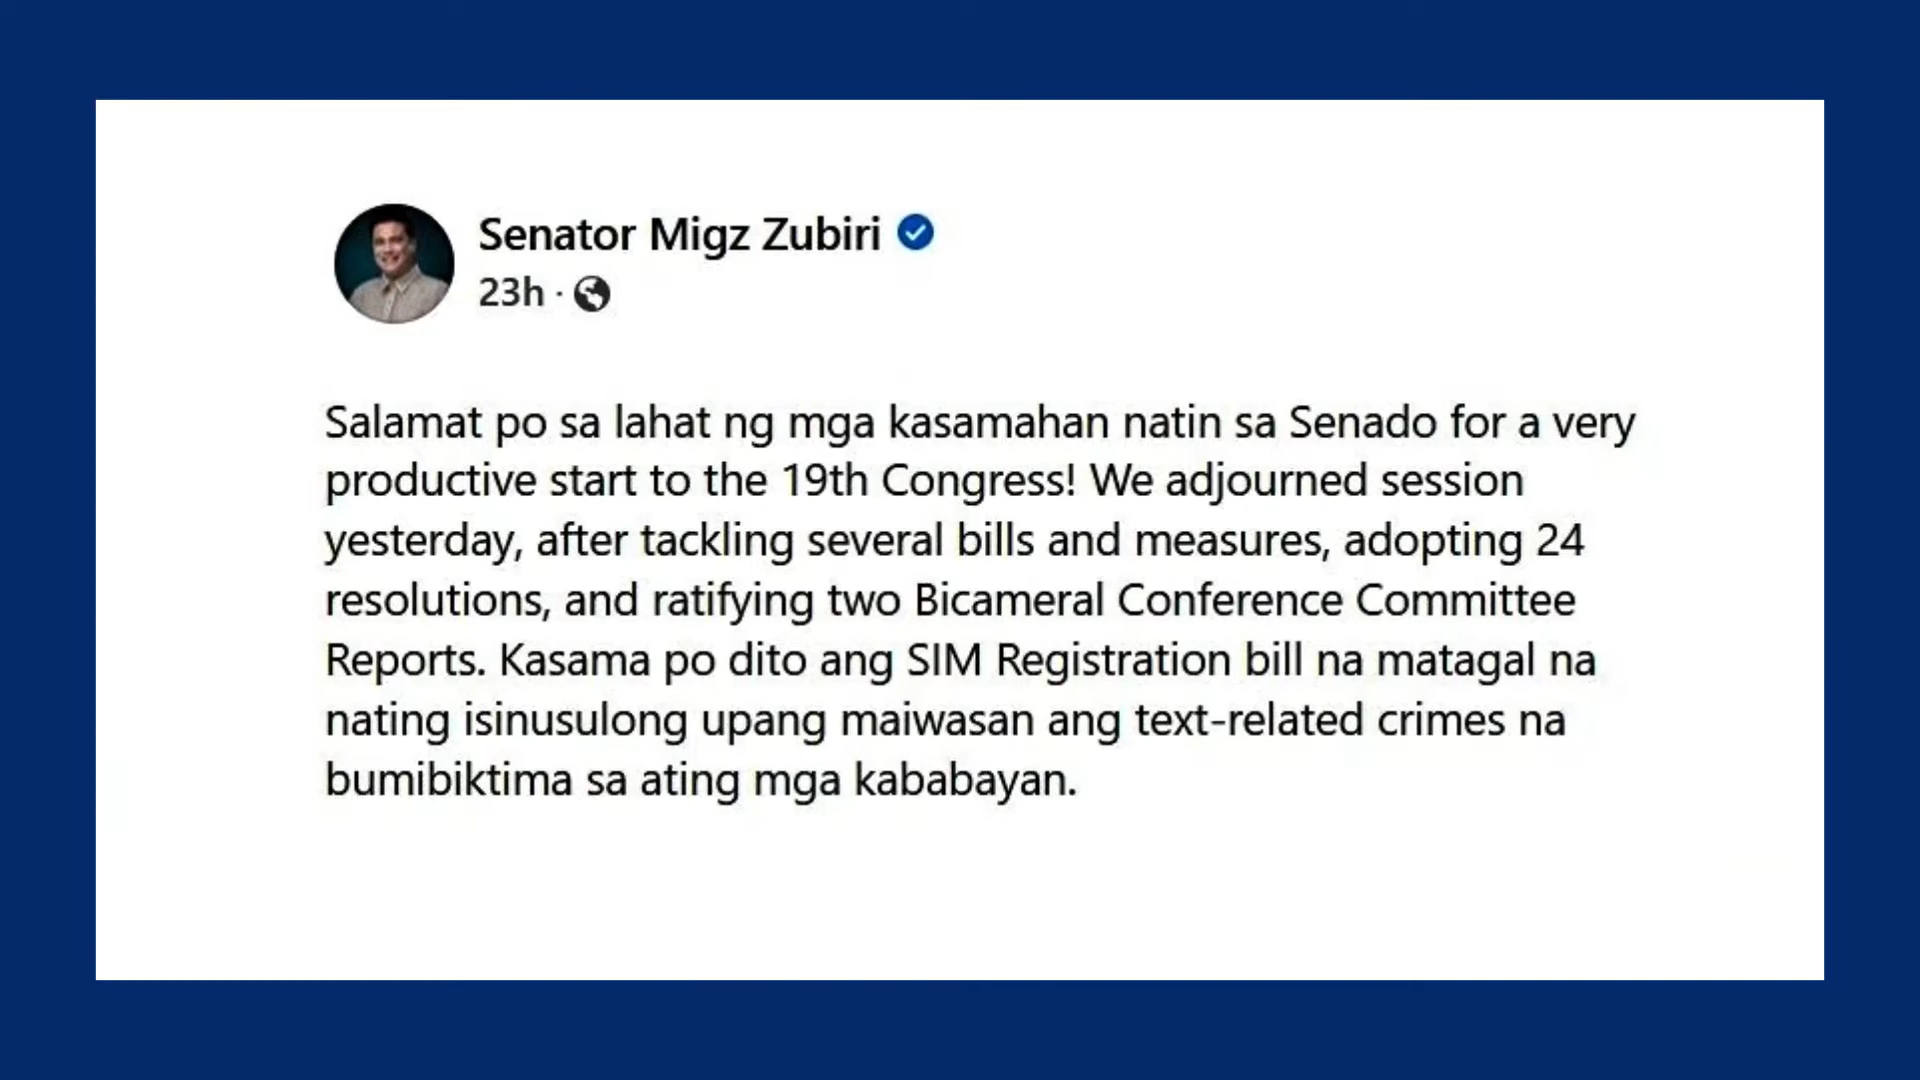 Senator Migz Zubiri
23h ·
Salamat po sa lahat ng mga kasamahan natin sa Senado for a very
productive start to the 19th Congress! We adjourned session
yesterday, after tackling several bills and measures, adopting 24
resolutions, and ratifying two Bicameral Conference Committee
Reports. Kasama po dito ang SIM Registration bill na matagal na
nating isinusulong upang maiwasan ang text-related crimes na
bumibiktima sa ating mga kababayan.